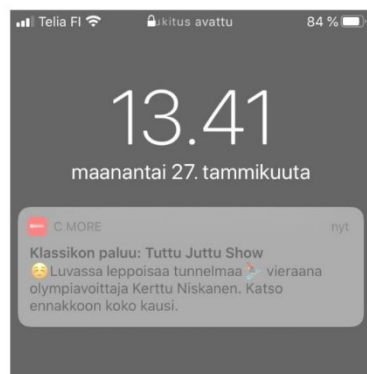 Telia FI ukitus avattu 84 %
13.41
maanantai 27. tammikuuta
C MORE nyt
Klassikon paluu: Tuttu Juttu Show
😌Luvassa leppoisaa tunnelmaa vieraana
olympiavoittaja Kerttu Niskanen. Katso
ennakkoon koko kausi.